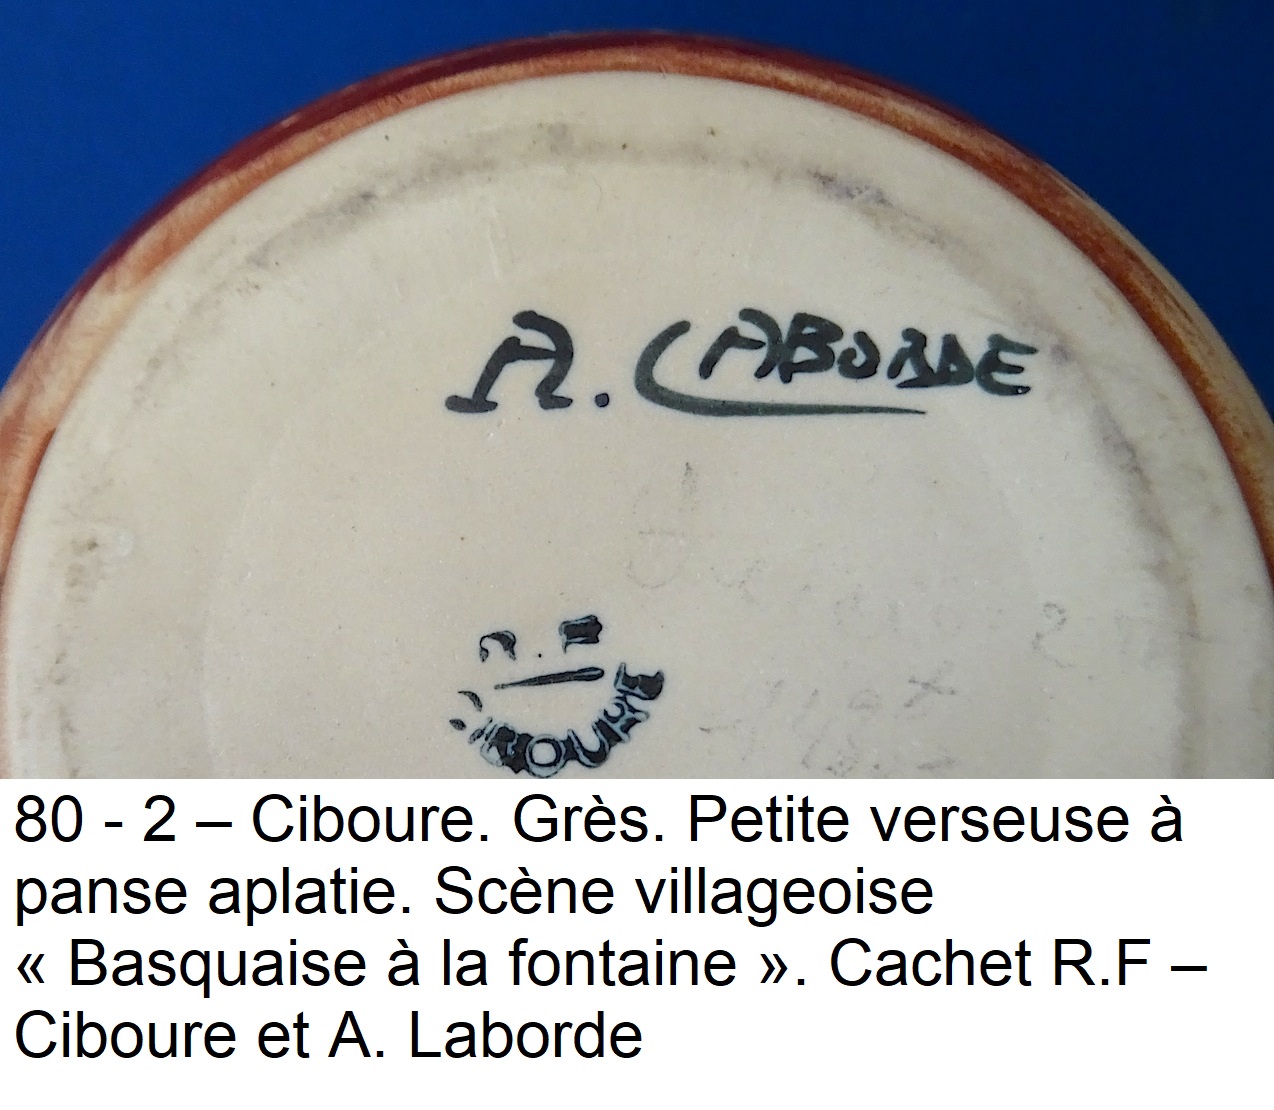 A. LABORDE
CIBOURE
80 - 2 – Ciboure. Grès. Petite verseuse à
panse aplatie. Scène villageoise
« Basquaise à la fontaine ». Cachet R.F –
Ciboure et A. Laborde